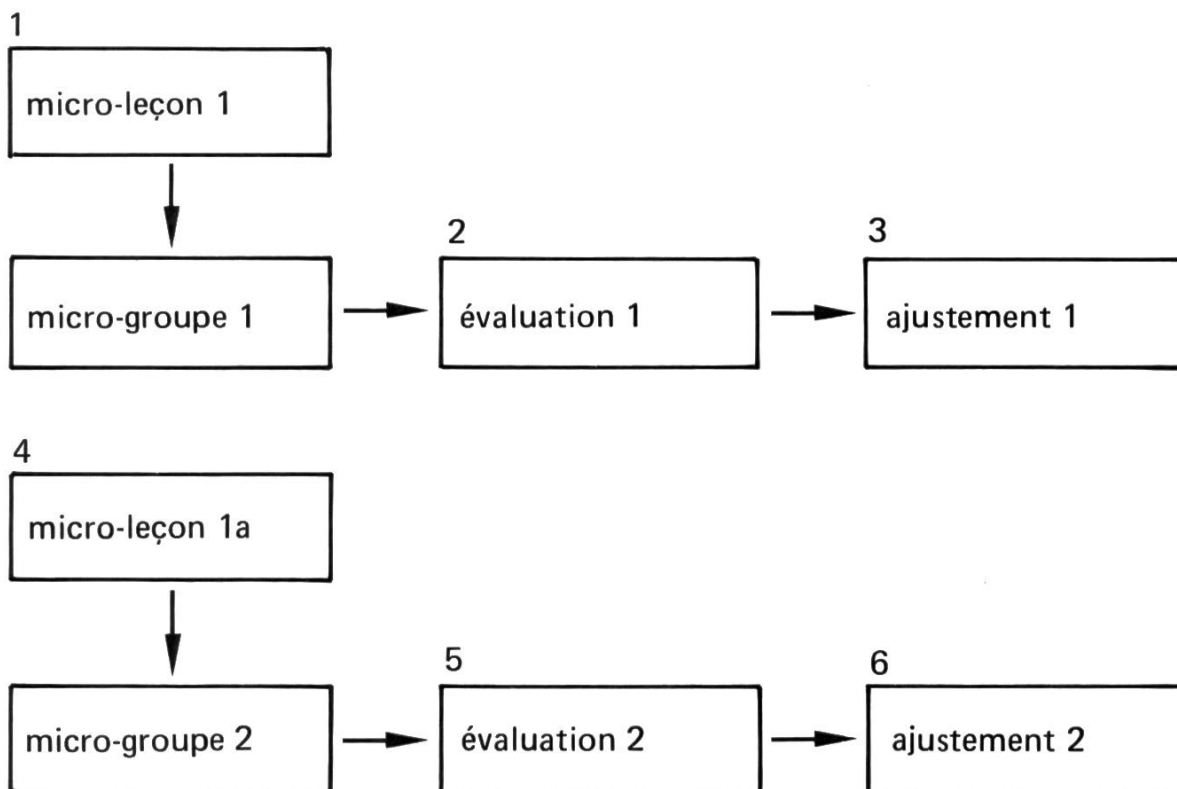 1
micro-leçon 1
2
3
micro-groupe 1
évaluation 1
ajustement 1
4
micro-leçon 1a
5
6
micro-groupe 2
évaluation 2
ajustement 2